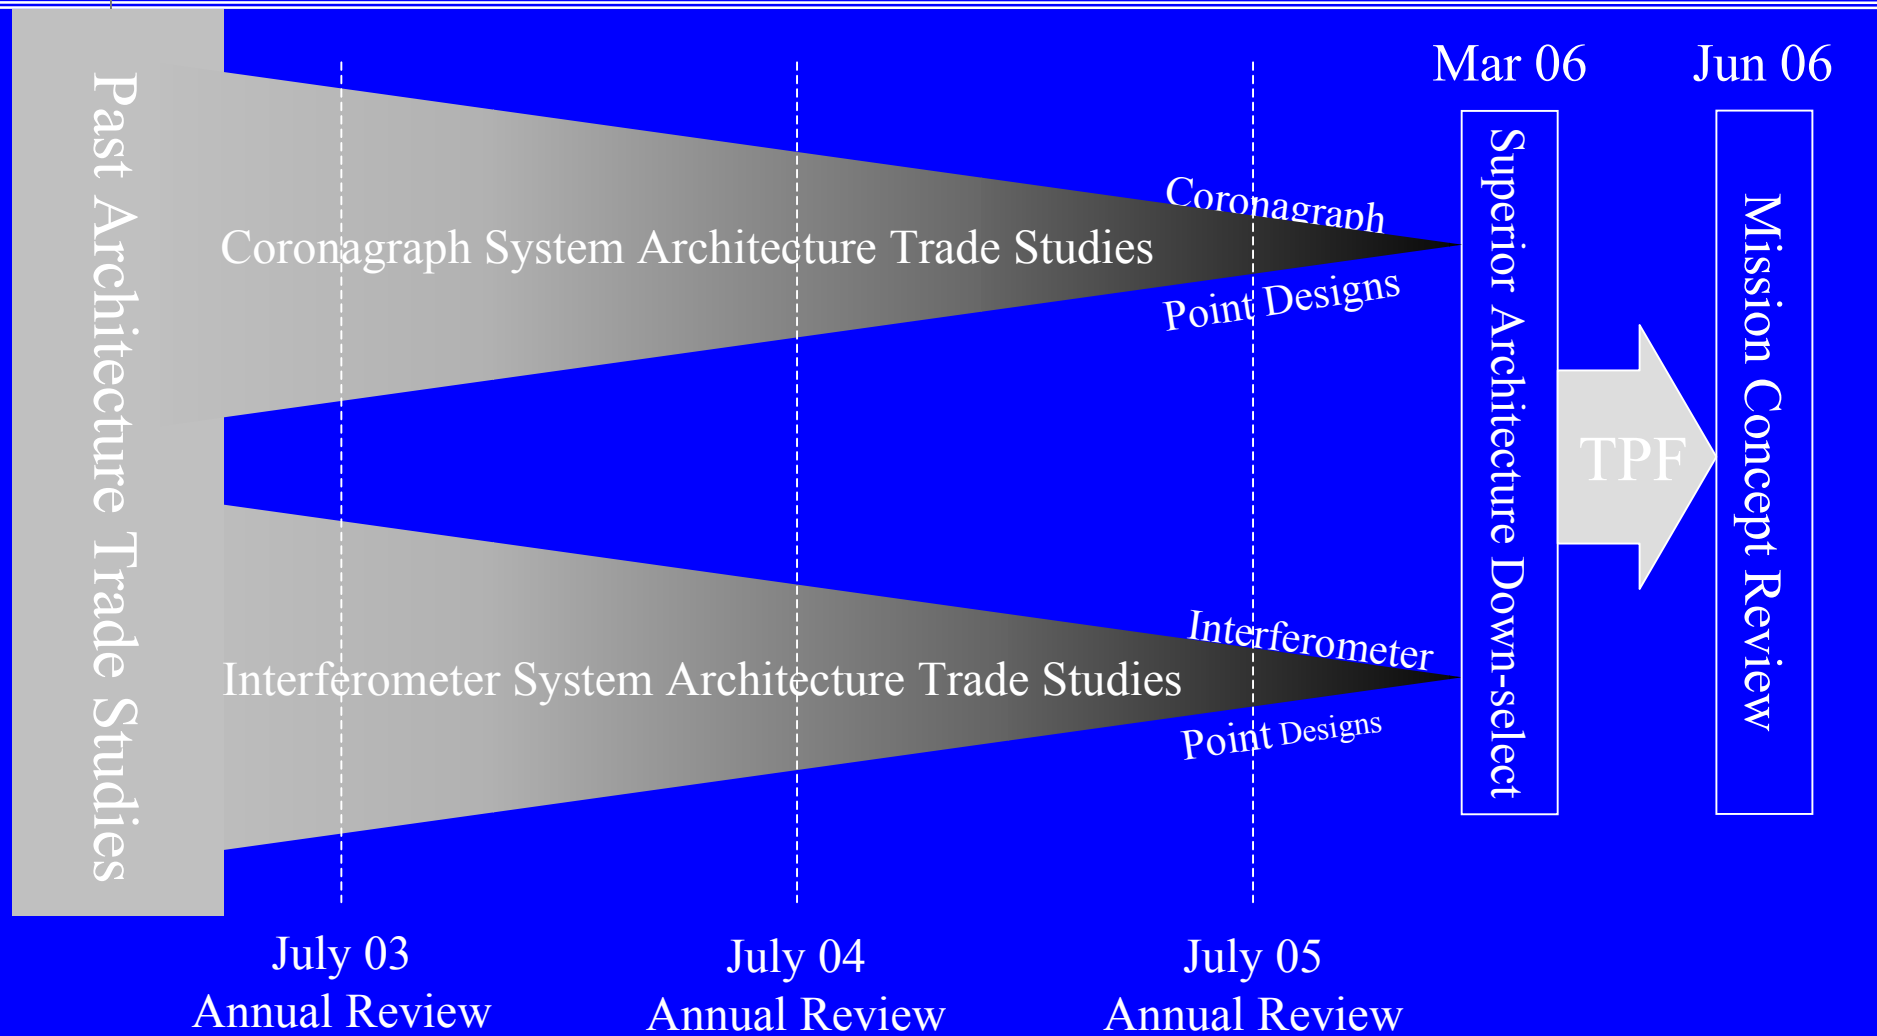 Mar 06
Jun 06
Past Architecture Trade Studies
Coronagraph System Architecture Trade Studies
Coronagraph
Point Designs
Interferometer System Architecture Trade Studies
Interferometer
Point Designs
Superior Architecture Down-select
TPF
Mission Concept Review
July 03
Annual Review
July 04
Annual Review
July 05
Annual Review